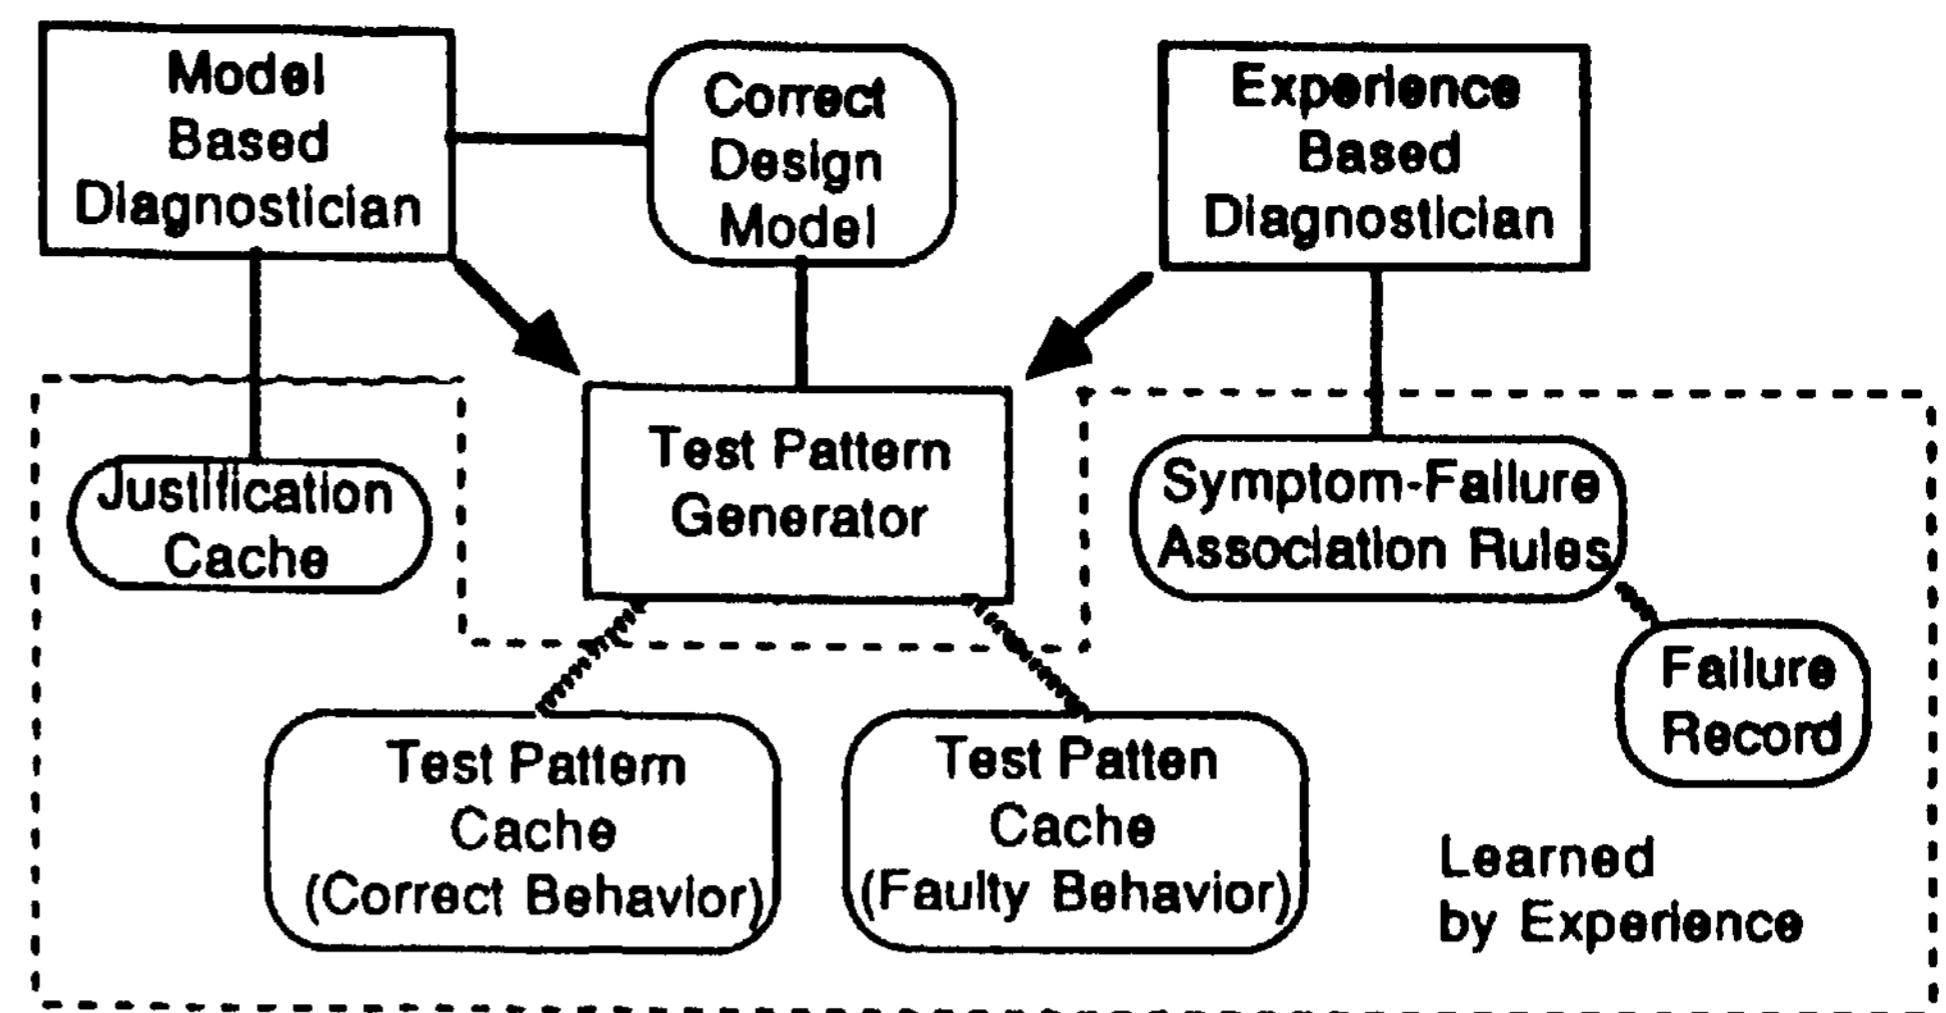 Model
Based
Diagnostician
Correct
Design
Model
Experience
Based
Diagnostician
Test Pattern
Generator
Justification
Cache
Symptom-Failure
Association Rules
Failure
Record
Test Pattern
Cache
(Correct Behavior)
Test Patten
Cache
(Faulty Behavior)
Learned
by Experience